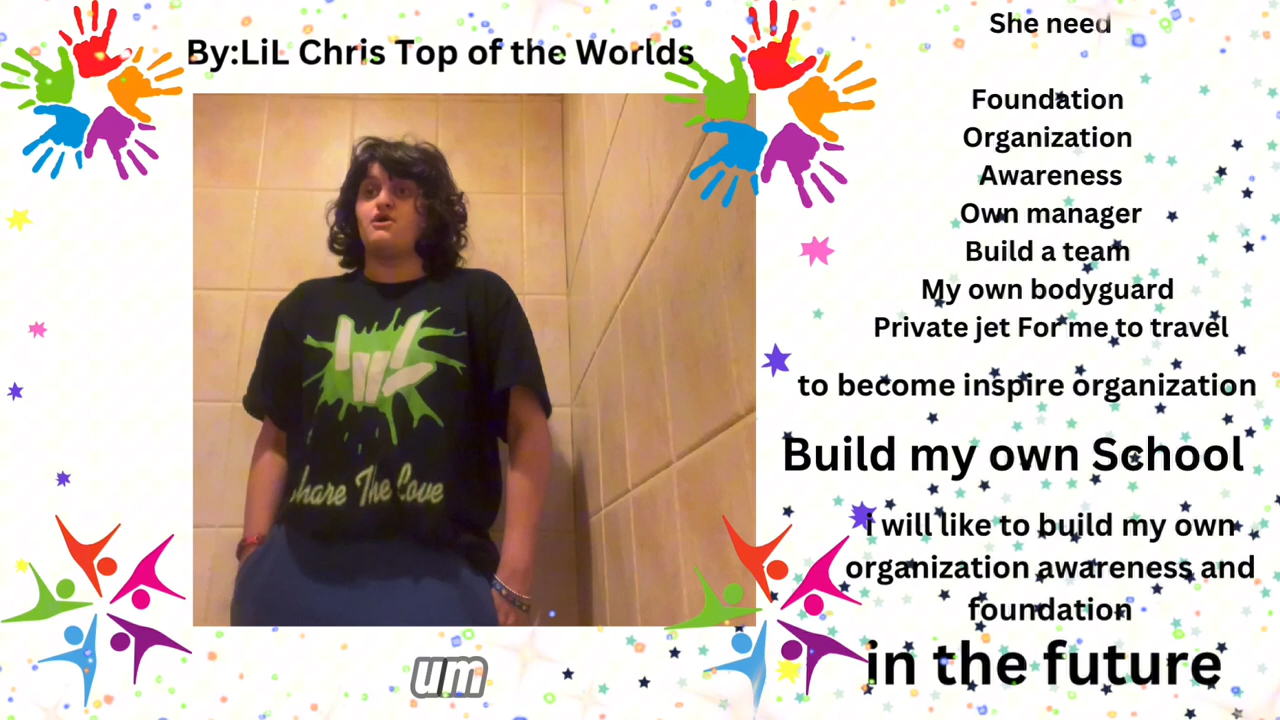 By:LiL Chris Top of the Worlds
Share The Love
um
She need
Foundation
Organization
Awareness
Own manager
Build a team
My own bodyguard
Private jet For me to travel
to become inspire organization
Build my own School
i will like to build my own
organization awareness and
foundation
in the future